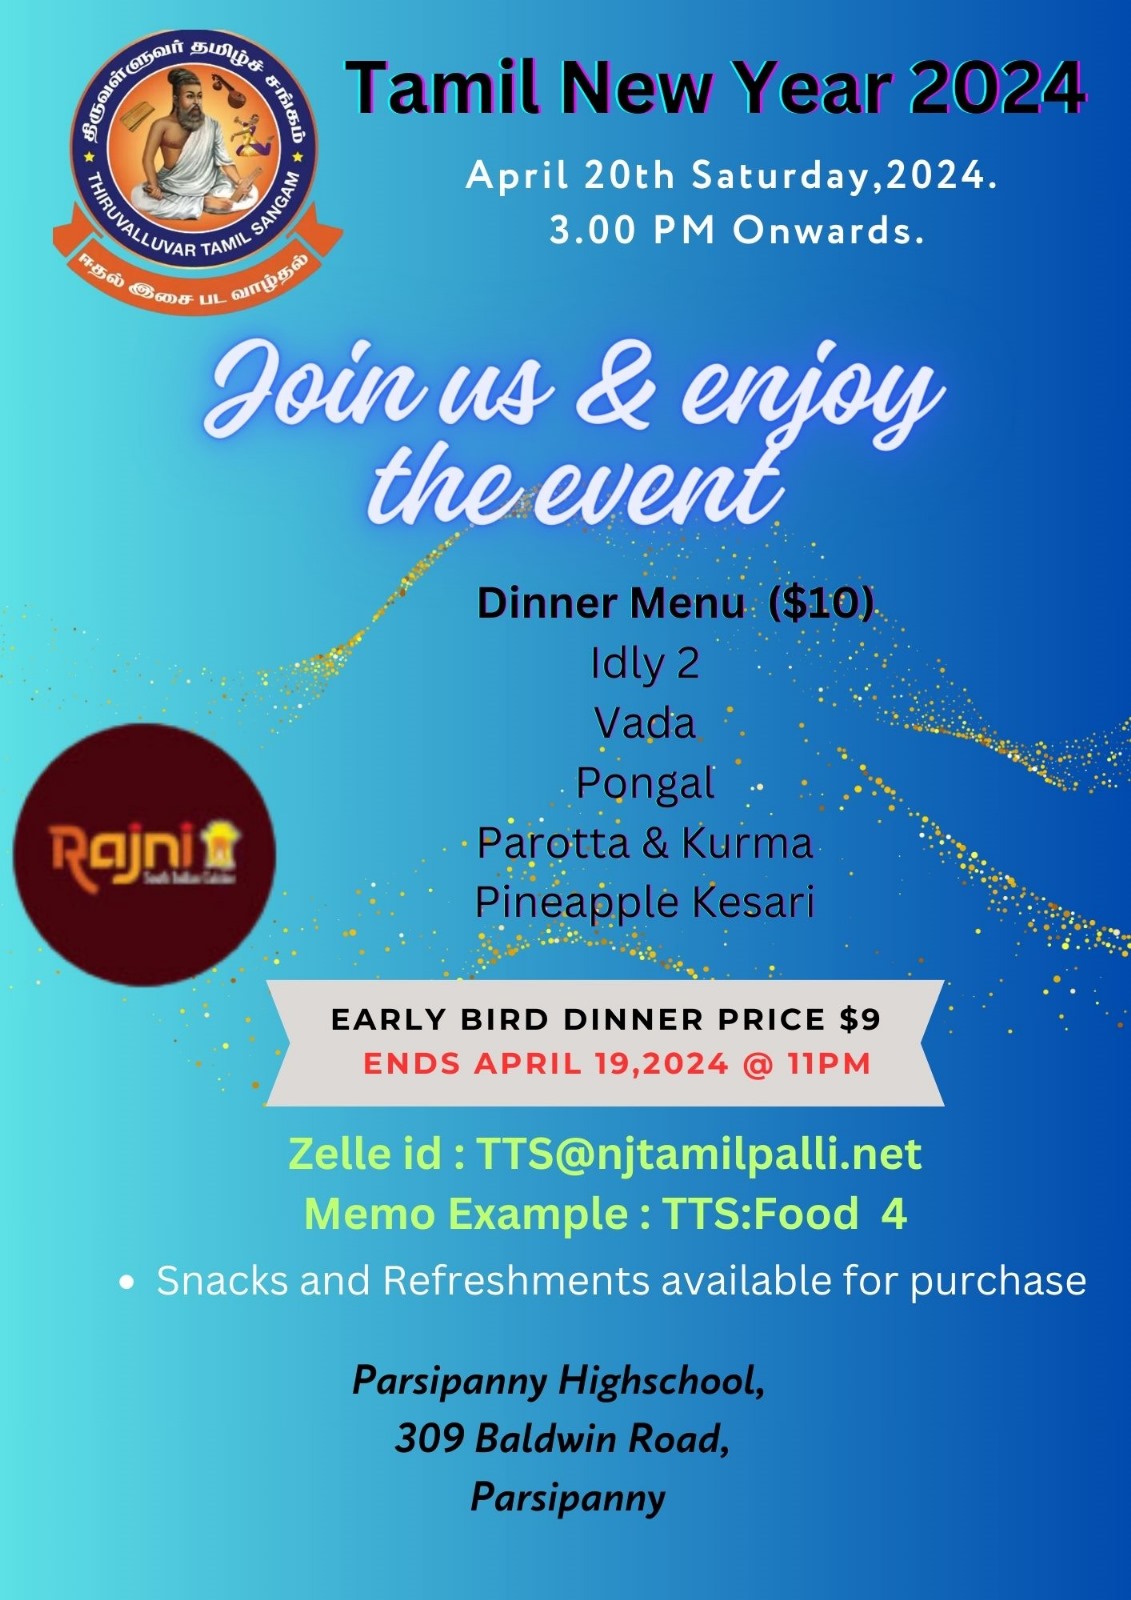 திருவள்ளுவர் தமிழ்ச் சங்கம்
THIRUVALLUVAR TAMIL SANGAM
ஈதல் இசை பட வாழ்தல்
Tamil New Year 2024
April 20th Saturday,2024.
3.00 PM Onwards.
Join us & enjoy
the event
Dinner Menu ($10)
Idly 2
Vada
Pongal
Parotta & Kurma
Pineapple Kesari
Rajni
South Indian Cuisine
EARLY BIRD DINNER PRICE $9
ENDS APRIL 19,2024 @ 11PM
Zelle id : TTS@njtamilpalli.net
Memo Example : TTS:Food 4
• Snacks and Refreshments available for purchase
Parsipanny Highschool,
309 Baldwin Road,
Parsipanny